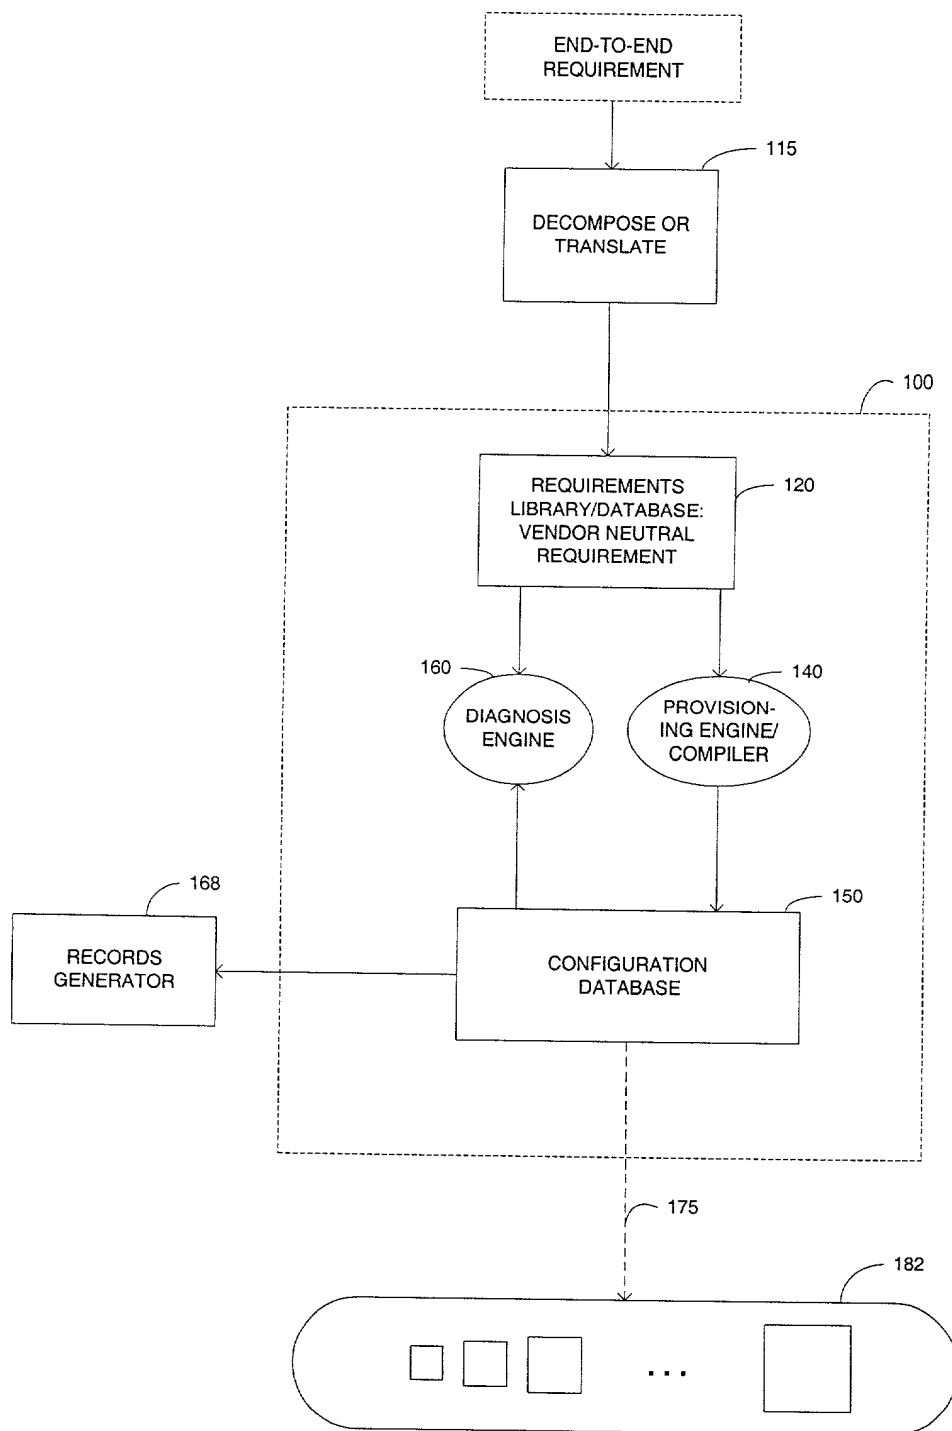 END-TO-END
REQUIREMENT
115
DECOMPOSE OR
TRANSLATE
100
REQUIREMENTS
LIBRARY/DATABASE:
VENDOR NEUTRAL
REQUIREMENT
120
160
140
DIAGNOSIS
ENGINE
PROVISION-
ING ENGINE/
COMPILER
168
150
RECORDS
GENERATOR
CONFIGURATION
DATABASE
175
182
...